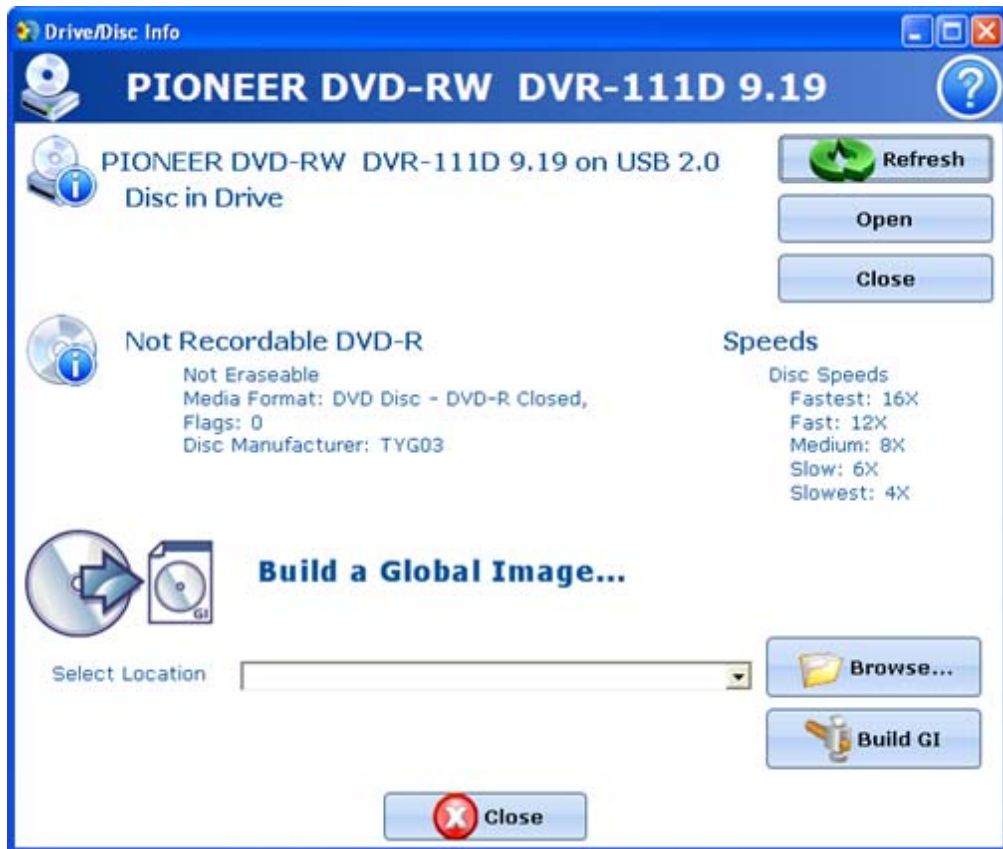 Drive/Disc Info
PIONEER DVD-RW DVR-111D 9.19
?
PIONEER DVD-RW DVR-111D 9.19 on USB 2.0
Disc in Drive
Refresh
Open
Close
Not Recordable DVD-R
Not Eraseable
Media Format: DVD Disc - DVD-R Closed,
Flags: 0
Disc Manufacturer: TYG03
Speeds
Disc Speeds
Fastest: 16X
Fast: 12X
Medium: 8X
Slow: 6X
Slowest: 4X
GI
Build a Global Image...
Select Location
Browse...
Build GI
Close